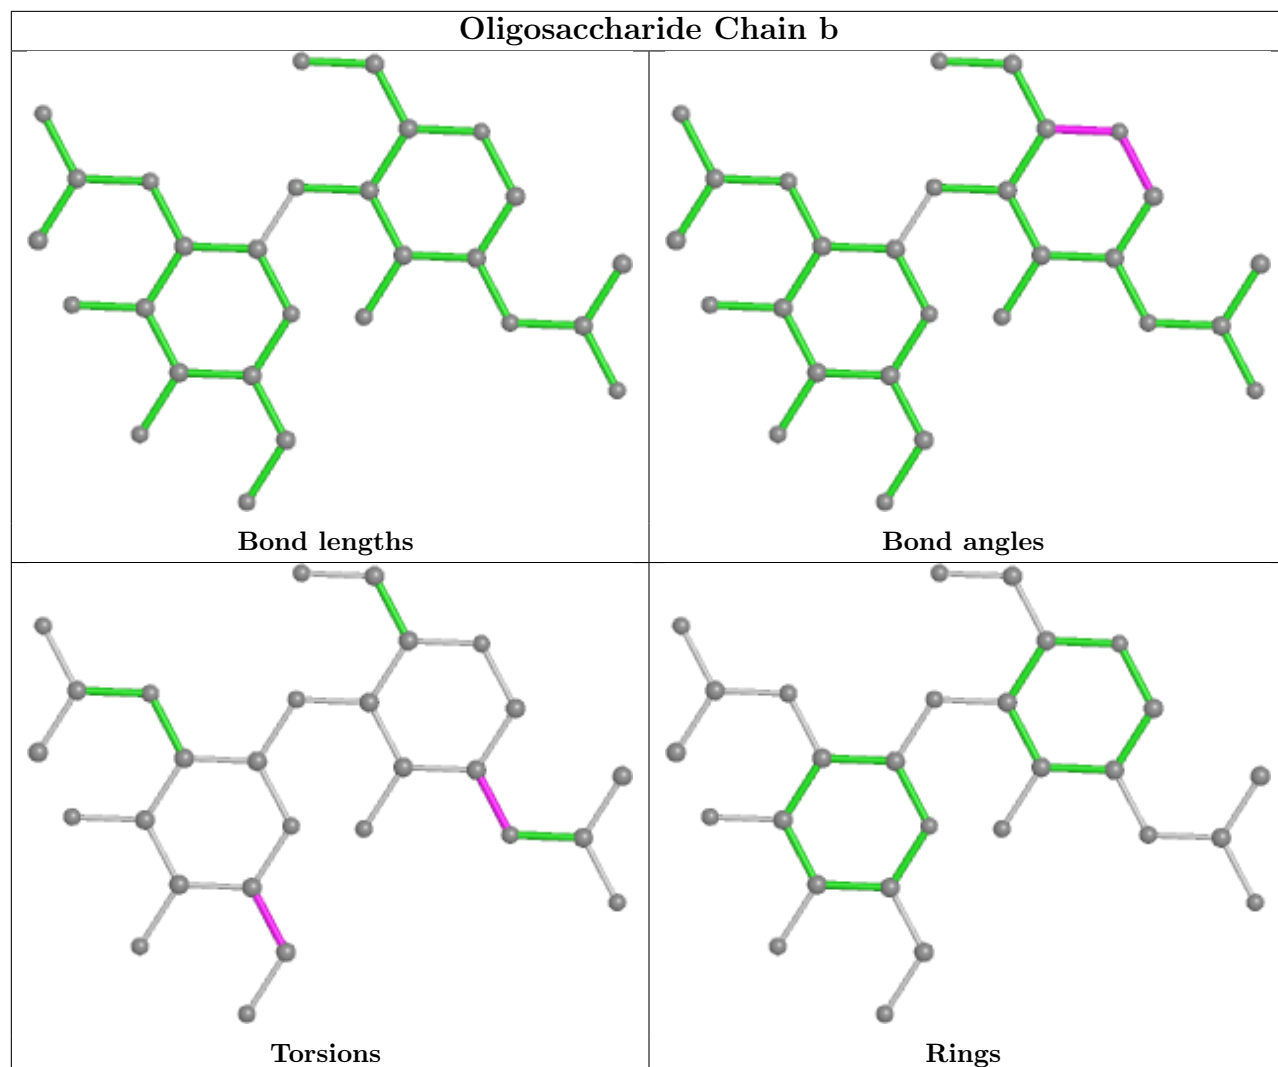 Oligosaccharide Chain b
Bond lengths
Bond angles
Torsions
Rings